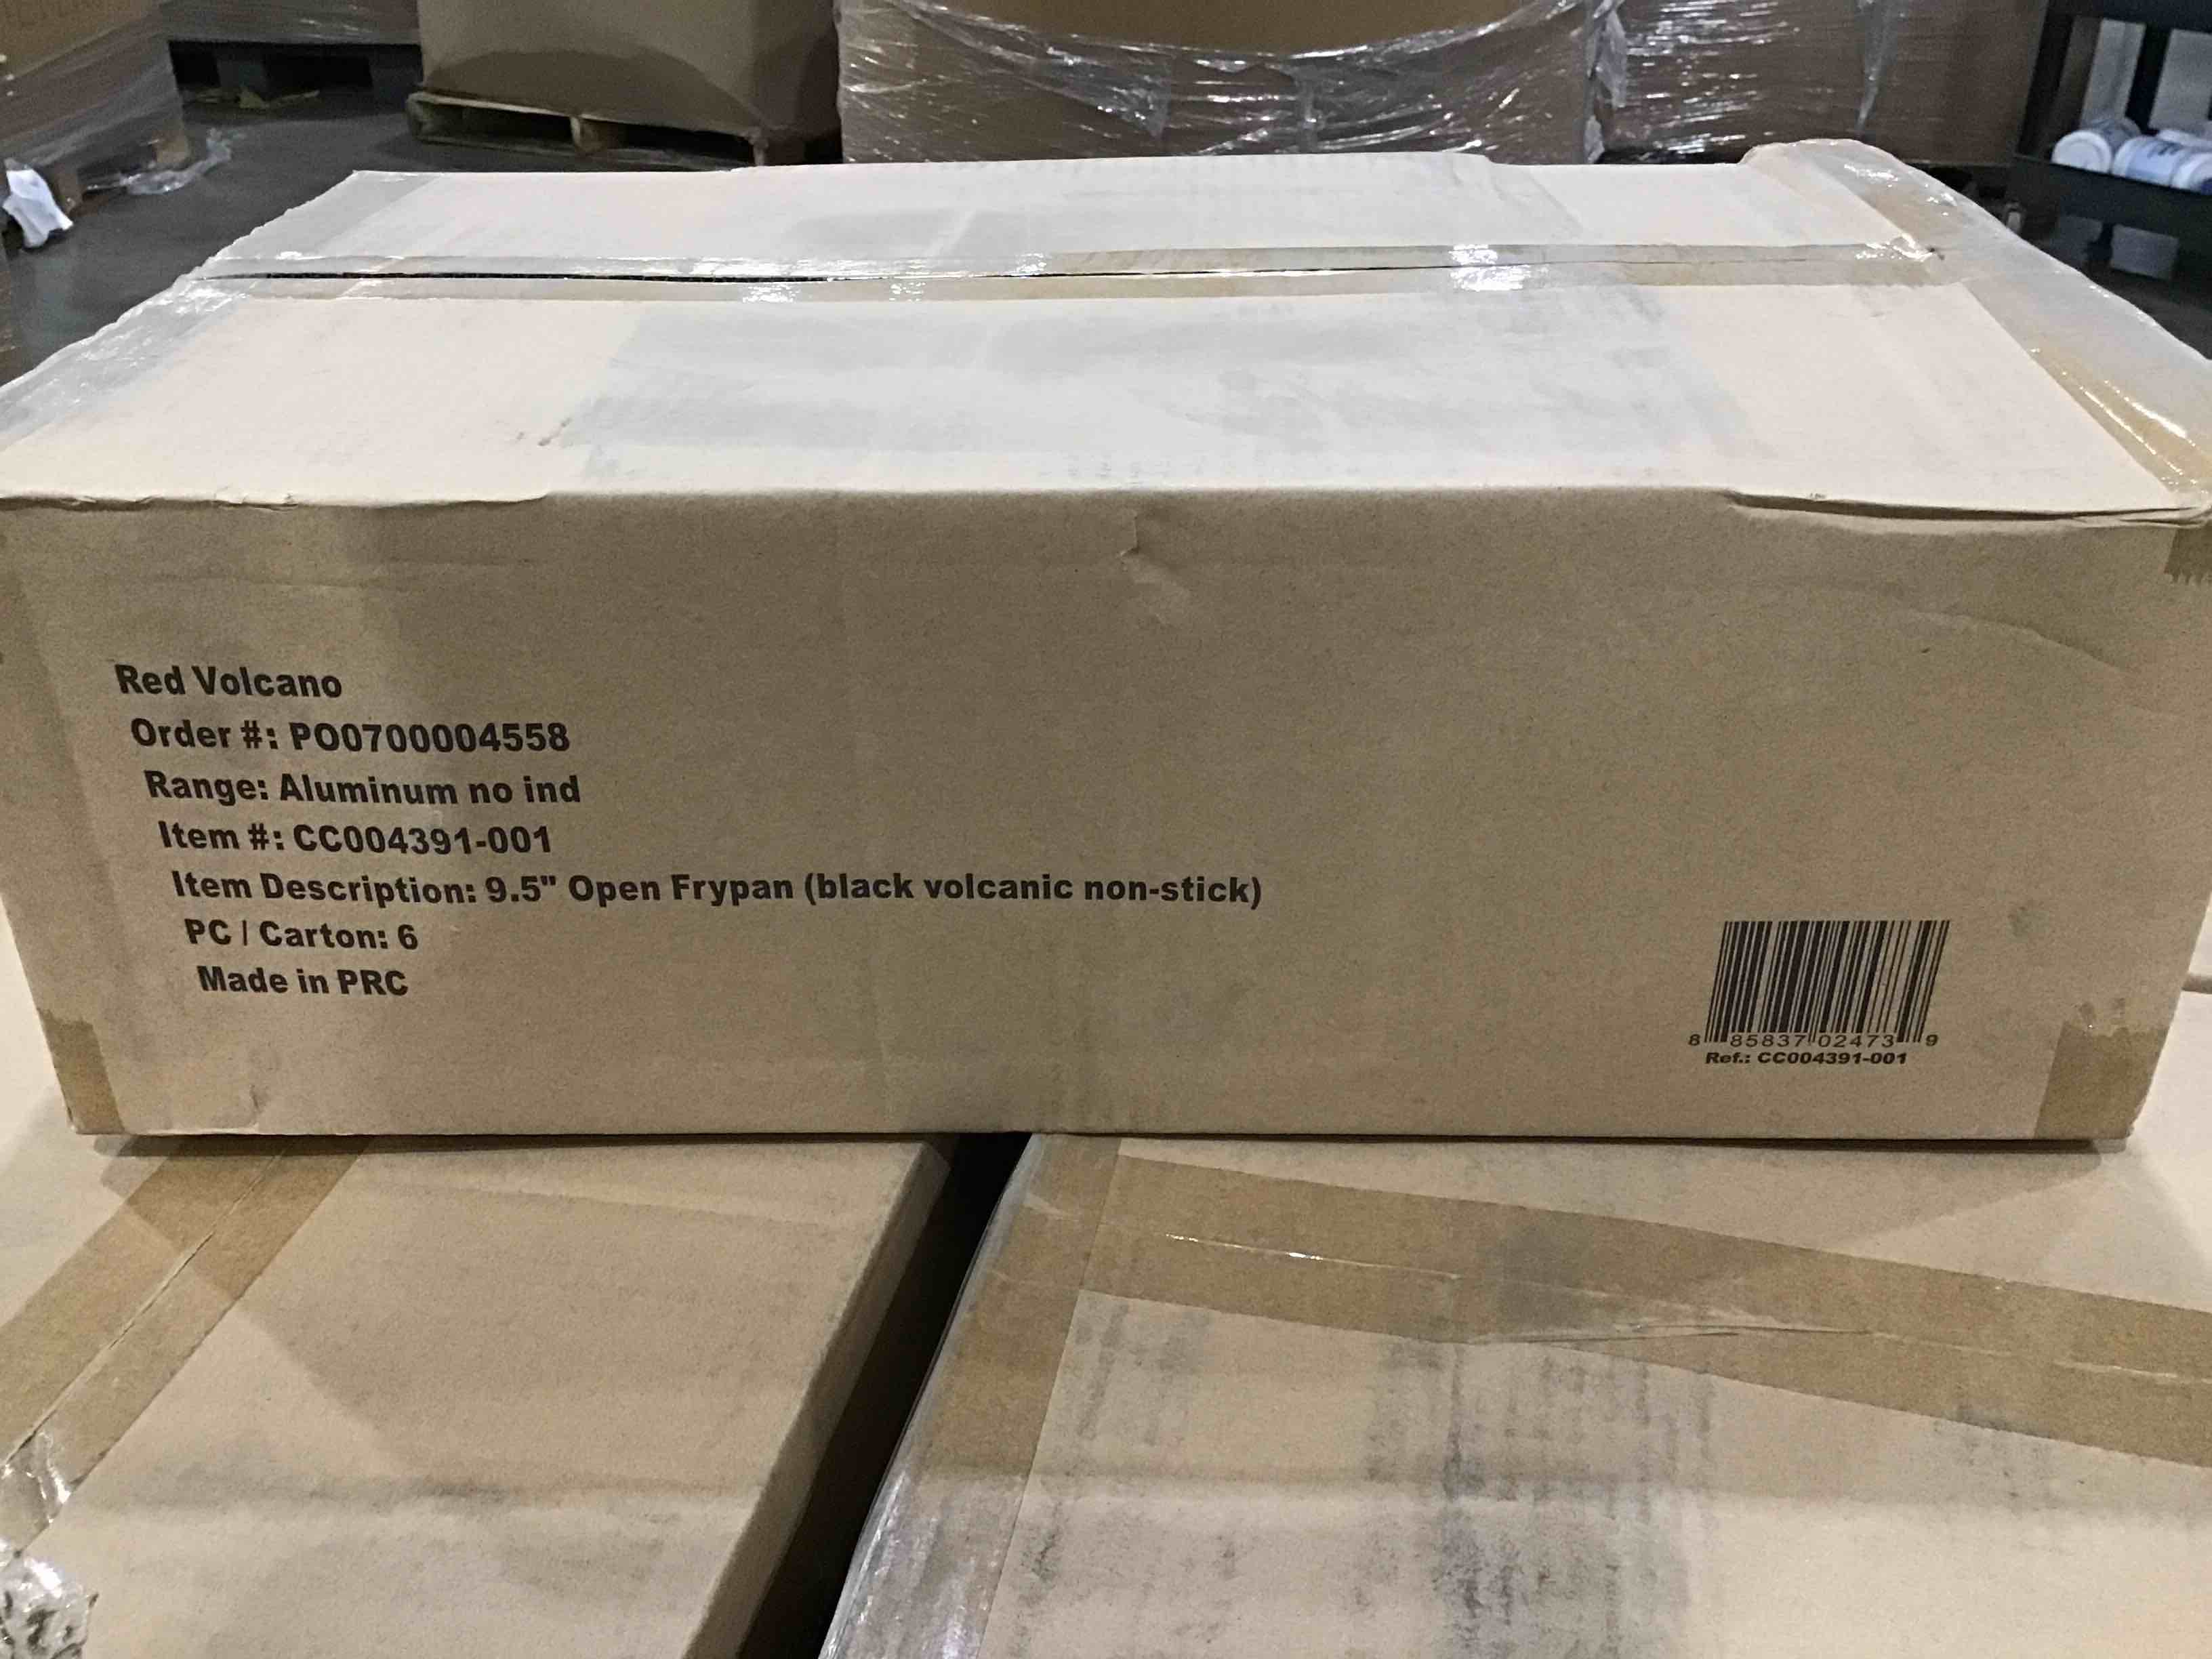 Red Volcano
Order #: PO0700004558
Range: Aluminum no ind
Item #: CC004391-001
Item Description: 9.5" Open Frypan (black volcanic non-stick)
PC / Carton: 6
Made in PRC
8 85837 02473 9
Ref.: CC004391-001